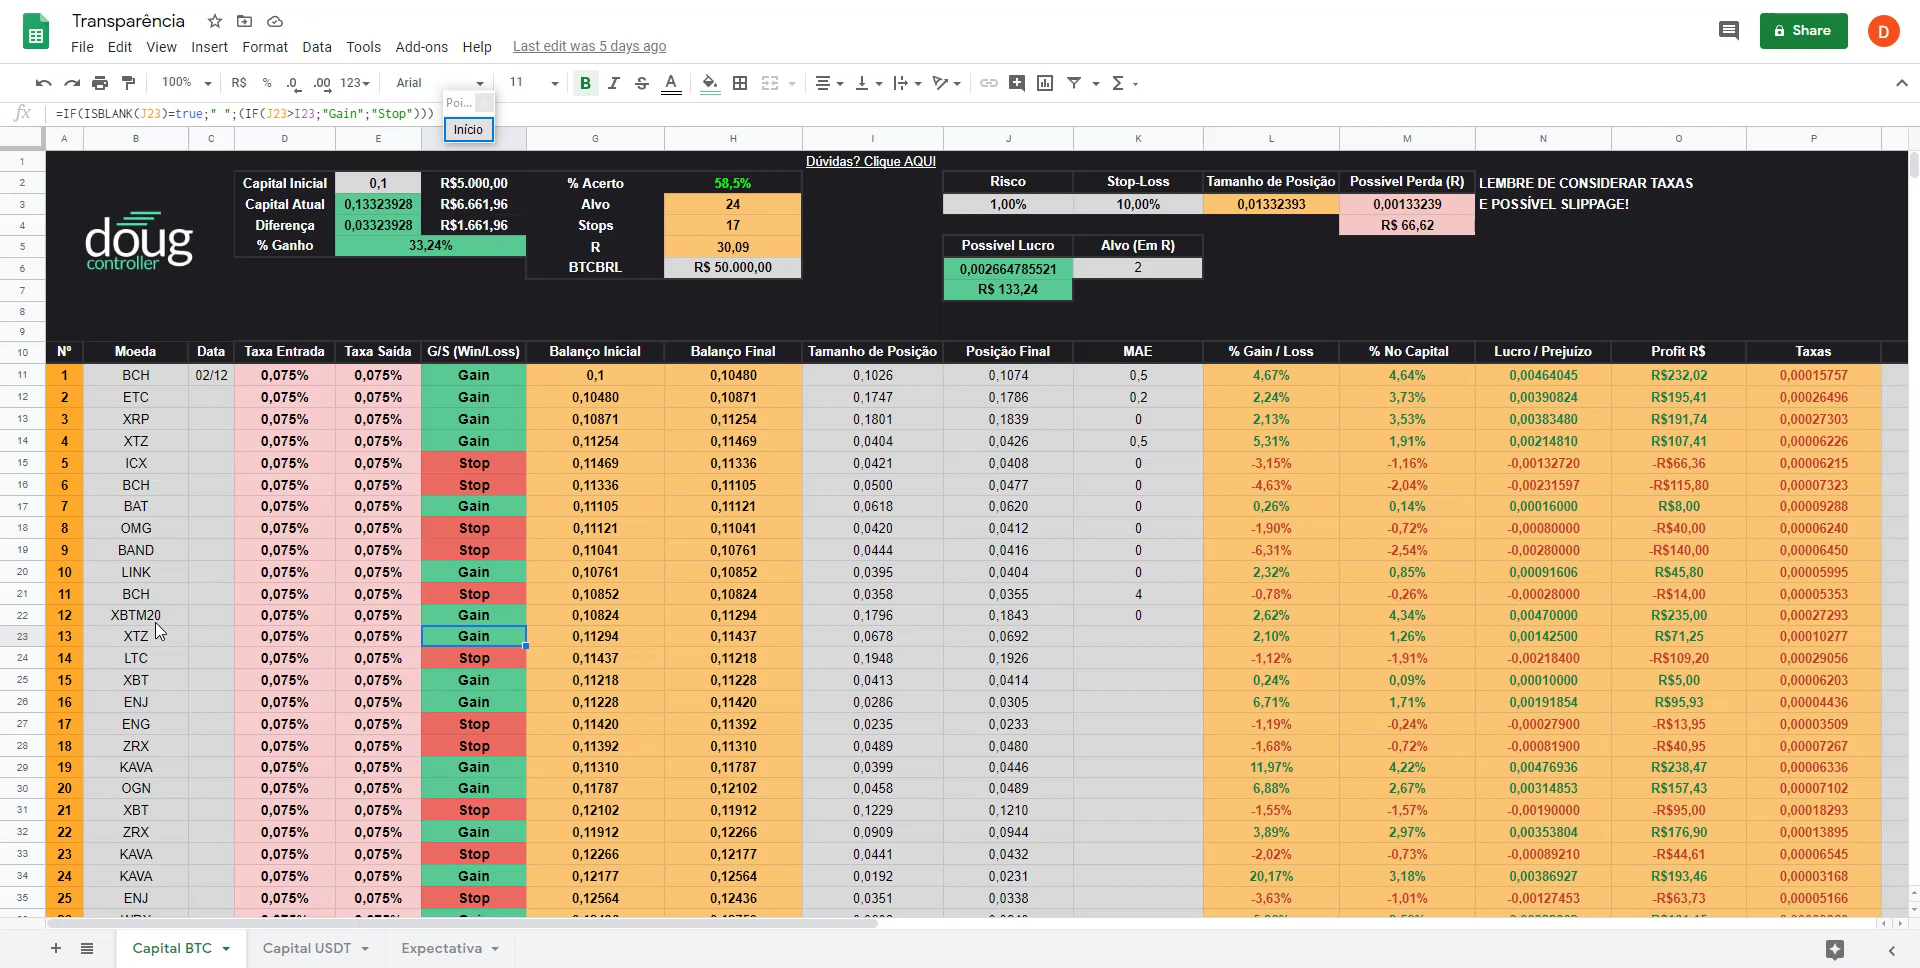 Transparência
File Edit View Insert Format Data Tools Add-ons Help Last edit was 5 days ago
Share
D
100% R$ % .0 .00 123 Arial 11 B I S A
fx =IF(ISBLANK(J23)=true;" ";(IF(J23>I23;"Gain";"Stop")))
Poi...
Início
A B C D E G H I J K L M N O P
1 Dúvidas? Clique AQUI
2 Capital Inicial 0,1 R$5.000,00 % Acerto 58,5% Risco Stop-Loss Tamanho de Posição Possível Perda (R) LEMBRE DE CONSIDERAR TAXAS
3 Capital Atual 0,13323928 R$6.661,96 Alvo 24 1,00% 10,00% 0,01332393 0,00133239 E POSSÍVEL SLIPPAGE!
4 Diferença 0,03323928 R$1.661,96 Stops 17 R$ 66,62
doug
controller
5 % Ganho 33,24% R 30,09 Possível Lucro Alvo (Em R)
6 BTCBRL R$ 50.000,00 0,002664785521 2
7 R$ 133,24
8
9
10 Nº Moeda Data Taxa Entrada Taxa Saída G/S (Win/Loss) Balanço Inicial Balanço Final Tamanho de Posição Posição Final MAE % Gain / Loss % No Capital Lucro / Prejuízo Profit R$ Taxas
11 1 BCH 02/12 0,075% 0,075% Gain 0,1 0,10480 0,1026 0,1074 0,5 4,67% 4,64% 0,00464045 R$232,02 0,00015757
12 2 ETC 0,075% 0,075% Gain 0,10480 0,10871 0,1747 0,1786 0,2 2,24% 3,73% 0,00390824 R$195,41 0,00026496
13 3 XRP 0,075% 0,075% Gain 0,10871 0,11254 0,1801 0,1839 0 2,13% 3,53% 0,00383480 R$191,74 0,00027303
14 4 XTZ 0,075% 0,075% Gain 0,11254 0,11469 0,0404 0,0426 0,5 5,31% 1,91% 0,00214810 R$107,41 0,00006226
15 5 ICX 0,075% 0,075% Stop 0,11469 0,11336 0,0421 0,0408 0 -3,15% -1,16% -0,00132720 -R$66,36 0,00006215
16 6 BCH 0,075% 0,075% Stop 0,11336 0,11105 0,0500 0,0477 0 -4,63% -2,04% -0,00231597 -R$115,80 0,00007323
17 7 BAT 0,075% 0,075% Gain 0,11105 0,11121 0,0618 0,0620 0 0,26% 0,14% 0,00016000 R$8,00 0,00009288
18 8 OMG 0,075% 0,075% Stop 0,11121 0,11041 0,0420 0,0412 0 -1,90% -0,72% -0,00080000 -R$40,00 0,00006240
19 9 BAND 0,075% 0,075% Stop 0,11041 0,10761 0,0444 0,0416 0 -6,31% -2,54% -0,00280000 -R$140,00 0,00006450
20 10 LINK 0,075% 0,075% Gain 0,10761 0,10852 0,0395 0,0404 0 2,32% 0,85% 0,00091606 R$45,80 0,00005995
21 11 BCH 0,075% 0,075% Stop 0,10852 0,10824 0,0358 0,0355 4 -0,78% -0,26% -0,00028000 -R$14,00 0,00005353
22 12 XBTM20 0,075% 0,075% Gain 0,10824 0,11294 0,1796 0,1843 0 2,62% 4,34% 0,00470000 R$235,00 0,00027293
23 13 XTZ 0,075% 0,075% Gain 0,11294 0,11437 0,0678 0,0692 2,10% 1,26% 0,00142500 R$71,25 0,00010277
24 14 LTC 0,075% 0,075% Stop 0,11437 0,11218 0,1948 0,1926 -1,12% -1,91% -0,00218400 -R$109,20 0,00029056
25 15 XBT 0,075% 0,075% Gain 0,11218 0,11228 0,0413 0,0414 0,24% 0,09% 0,00010000 R$5,00 0,00006203
26 16 ENJ 0,075% 0,075% Gain 0,11228 0,11420 0,0286 0,0305 6,71% 1,71% 0,00191854 R$95,93 0,00004436
27 17 ENG 0,075% 0,075% Stop 0,11420 0,11392 0,0235 0,0233 -1,19% -0,24% -0,00027900 -R$13,95 0,00003509
28 18 ZRX 0,075% 0,075% Stop 0,11392 0,11310 0,0489 0,0480 -1,68% -0,72% -0,00081900 -R$40,95 0,00007267
29 19 KAVA 0,075% 0,075% Gain 0,11310 0,11787 0,0399 0,0446 11,97% 4,22% 0,00476936 R$238,47 0,00006336
30 20 OGN 0,075% 0,075% Gain 0,11787 0,12102 0,0458 0,0489 6,88% 2,67% 0,00314853 R$157,43 0,00007102
31 21 XBT 0,075% 0,075% Stop 0,12102 0,11912 0,1229 0,1210 -1,55% -1,57% -0,00190000 -R$95,00 0,00018293
32 22 ZRX 0,075% 0,075% Gain 0,11912 0,12266 0,0909 0,0944 3,89% 2,97% 0,00353804 R$176,90 0,00013895
33 23 KAVA 0,075% 0,075% Stop 0,12266 0,12177 0,0441 0,0432 -2,02% -0,73% -0,00089210 -R$44,61 0,00006545
34 24 KAVA 0,075% 0,075% Gain 0,12177 0,12564 0,0192 0,0231 20,17% 3,18% 0,00386927 R$193,46 0,00003168
35 25 ENJ 0,075% 0,075% Stop 0,12564 0,12436 0,0351 0,0338 -3,63% -1,01% -0,00127453 -R$63,73 0,00005166
Capital BTC Capital USDT Expectativa